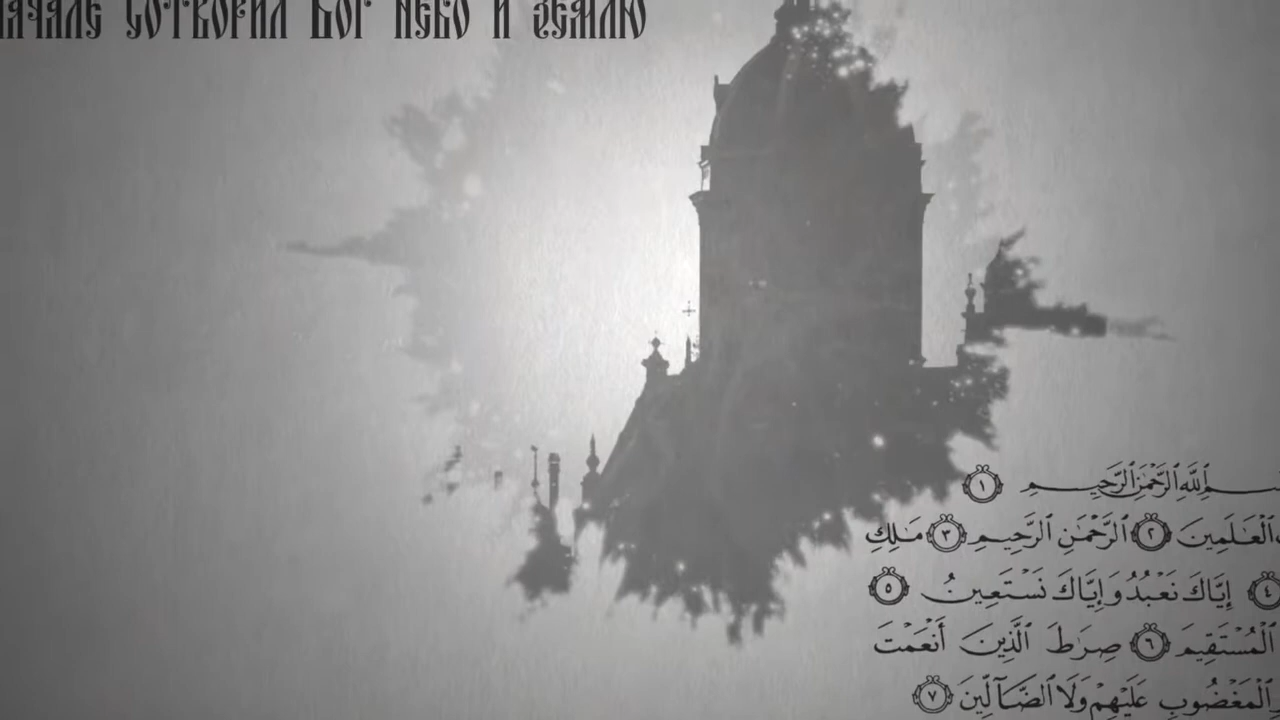 НАЧАЛЕ СОТВОРИЛ БОГ НЕБО И ЗЕМЛЮ
ٱللَّهِ ٱلرَّحْمَٰنِ ٱلرَّحِيمِ ١
ٱلْعَٰلَمِينَ ٢ ٱلرَّحْمَٰنِ ٱلرَّحِيمِ ٣ مَٰلِكِ
٤ إِيَّاكَ نَعْبُدُ وَإِيَّاكَ نَسْتَعِينُ ٥
ٱلْمُسْتَقِيمَ ٦ صِرَٰطَ ٱلَّذِينَ أَنْعَمْتَ
ٱلْمَغْضُوبِ عَلَيْهِمْ وَلَا ٱلضَّآلِّينَ ٧